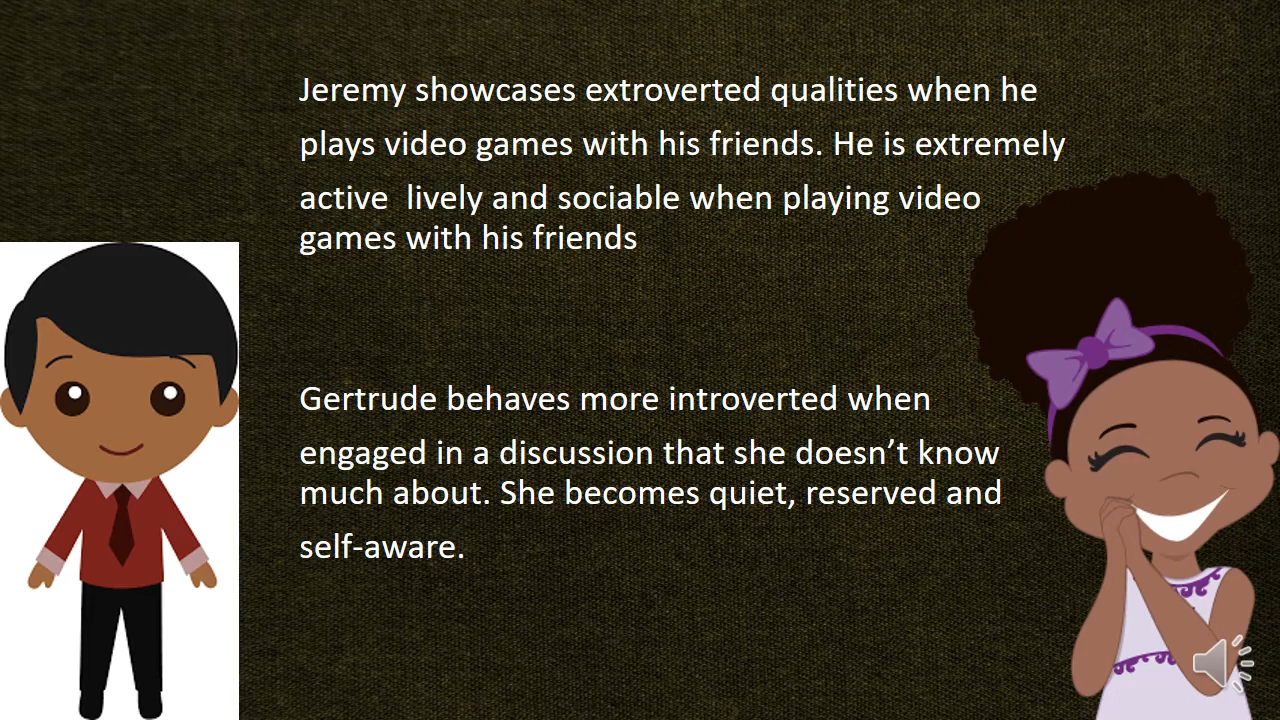 Jeremy showcases extroverted qualities when he
plays video games with his friends. He is extremely
active  lively and sociable when playing video
games with his friends
Gertrude behaves more introverted when
engaged in a discussion that she doesn’t know
much about. She becomes quiet, reserved and
self-aware.